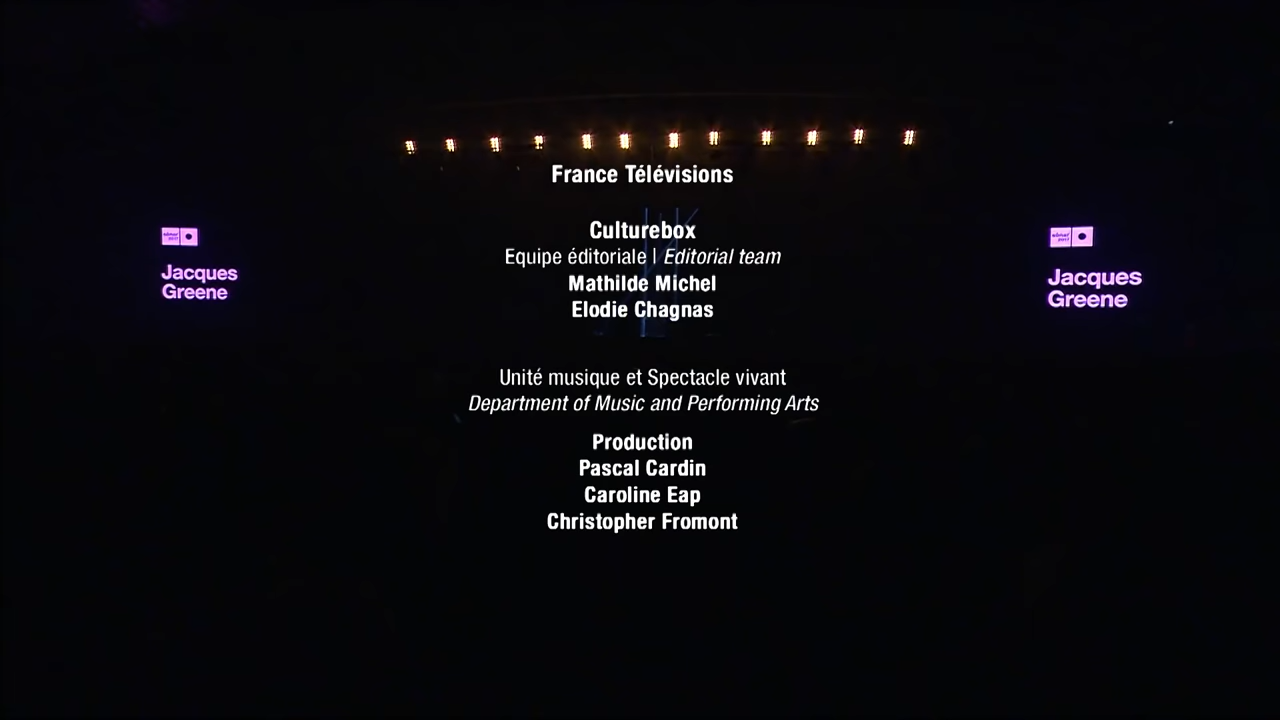 France Télévisions
Culturebox
Equipe éditoriale | Editorial team
Mathilde Michel
Elodie Chagnas
Unité musique et Spectacle vivant
Department of Music and Performing Arts
Production
Pascal Cardin
Caroline Eap
Christopher Fromont
Jacques
Greene
Jacques
Greene